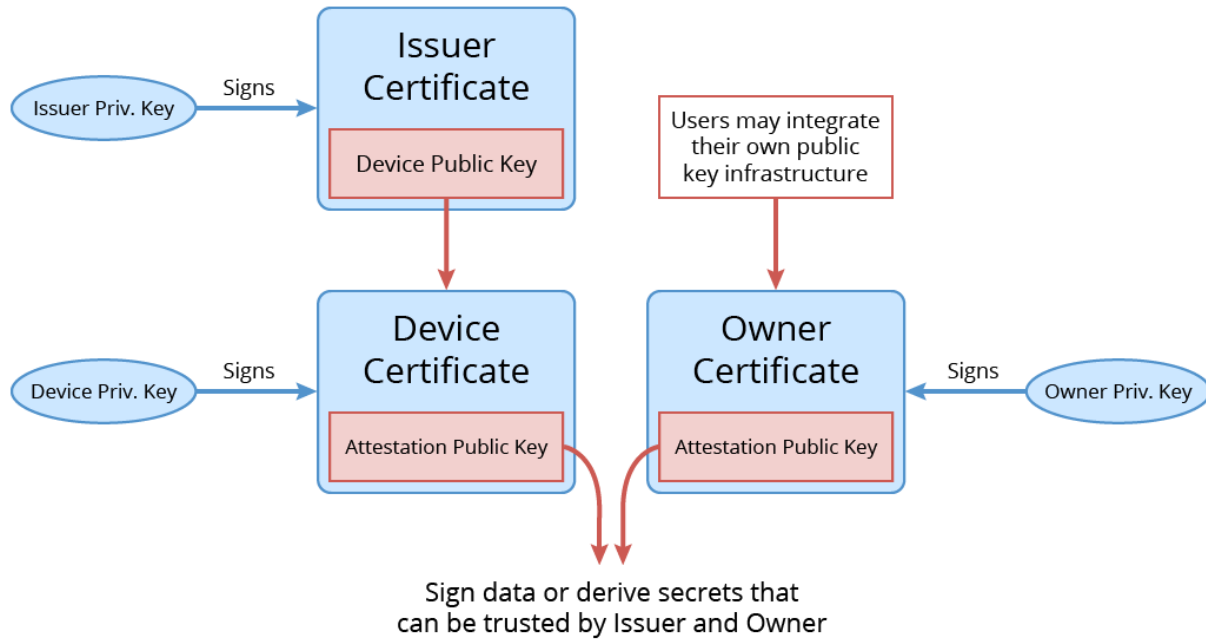 Issuer
Certificate
Signs
Issuer Priv. Key
Device Public Key
Users may integrate
their own public
key infrastructure
Device
Certificate
Signs
Device Priv. Key
Attestation Public Key
Owner
Certificate
Signs
Owner Priv. Key
Attestation Public Key
Sign data or derive secrets that
can be trusted by Issuer and Owner